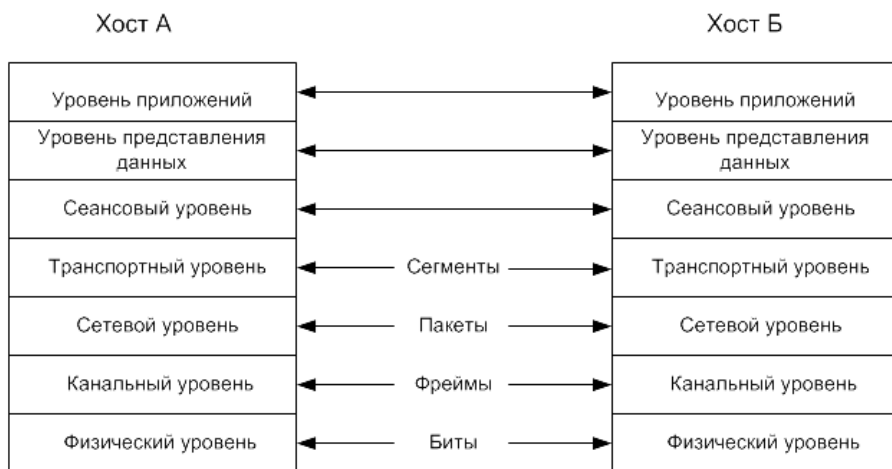 Хост А
Хост Б
Уровень приложений
Уровень приложений
Уровень представления
данных
Уровень представления
данных
Сеансовый уровень
Сеансовый уровень
Транспортный уровень
Сегменты
Транспортный уровень
Сетевой уровень
Пакеты
Сетевой уровень
Канальный уровень
Фреймы
Канальный уровень
Физический уровень
Биты
Физический уровень